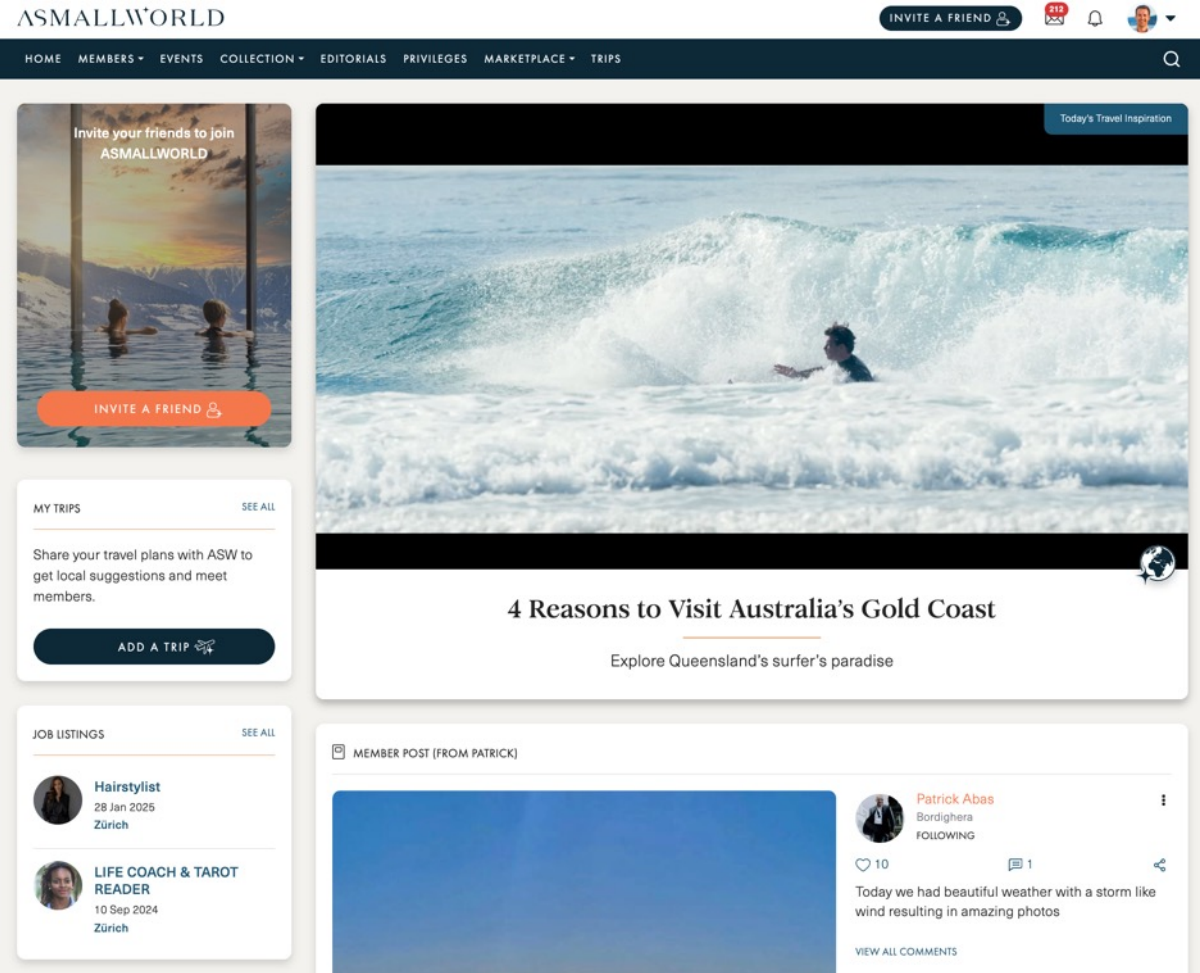 ASMALLWORLD
INVITE A FRIEND
212
HOME MEMBERS EVENTS COLLECTION EDITORIALS PRIVILEGES MARKETPLACE TRIPS
Invite your friends to join
ASMALLWORLD
INVITE A FRIEND
MY TRIPS SEE ALL
Share your travel plans with ASW to
get local suggestions and meet
members.
ADD A TRIP
JOB LISTINGS SEE ALL
Hairstylist
28 Jan 2025
Zürich
LIFE COACH & TAROT
READER
10 Sep 2024
Zürich
Today's Travel Inspiration
4 Reasons to Visit Australia’s Gold Coast
Explore Queensland's surfer's paradise
MEMBER POST (FROM PATRICK)
Patrick Abas
Bordighera
FOLLOWING
10 1
Today we had beautiful weather with a storm like
wind resulting in amazing photos
VIEW ALL COMMENTS